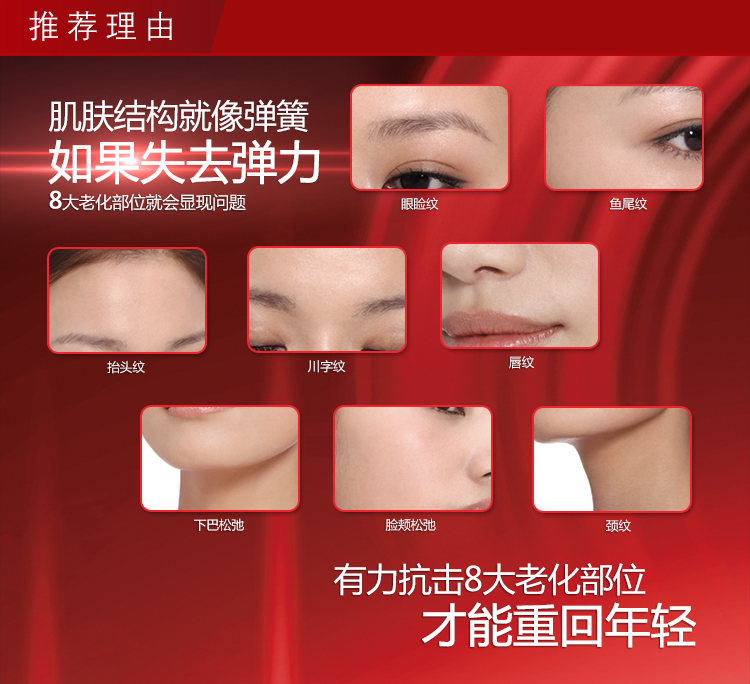 推荐理由
肌肤结构就像弹簧
如果失去弹力
8大老化部位就会显现问题
眼睑纹
鱼尾纹
抬头纹
川字纹
唇纹
下巴松弛
脸颊松弛
颈纹
有力抗击8大老化部位
才能重回年轻